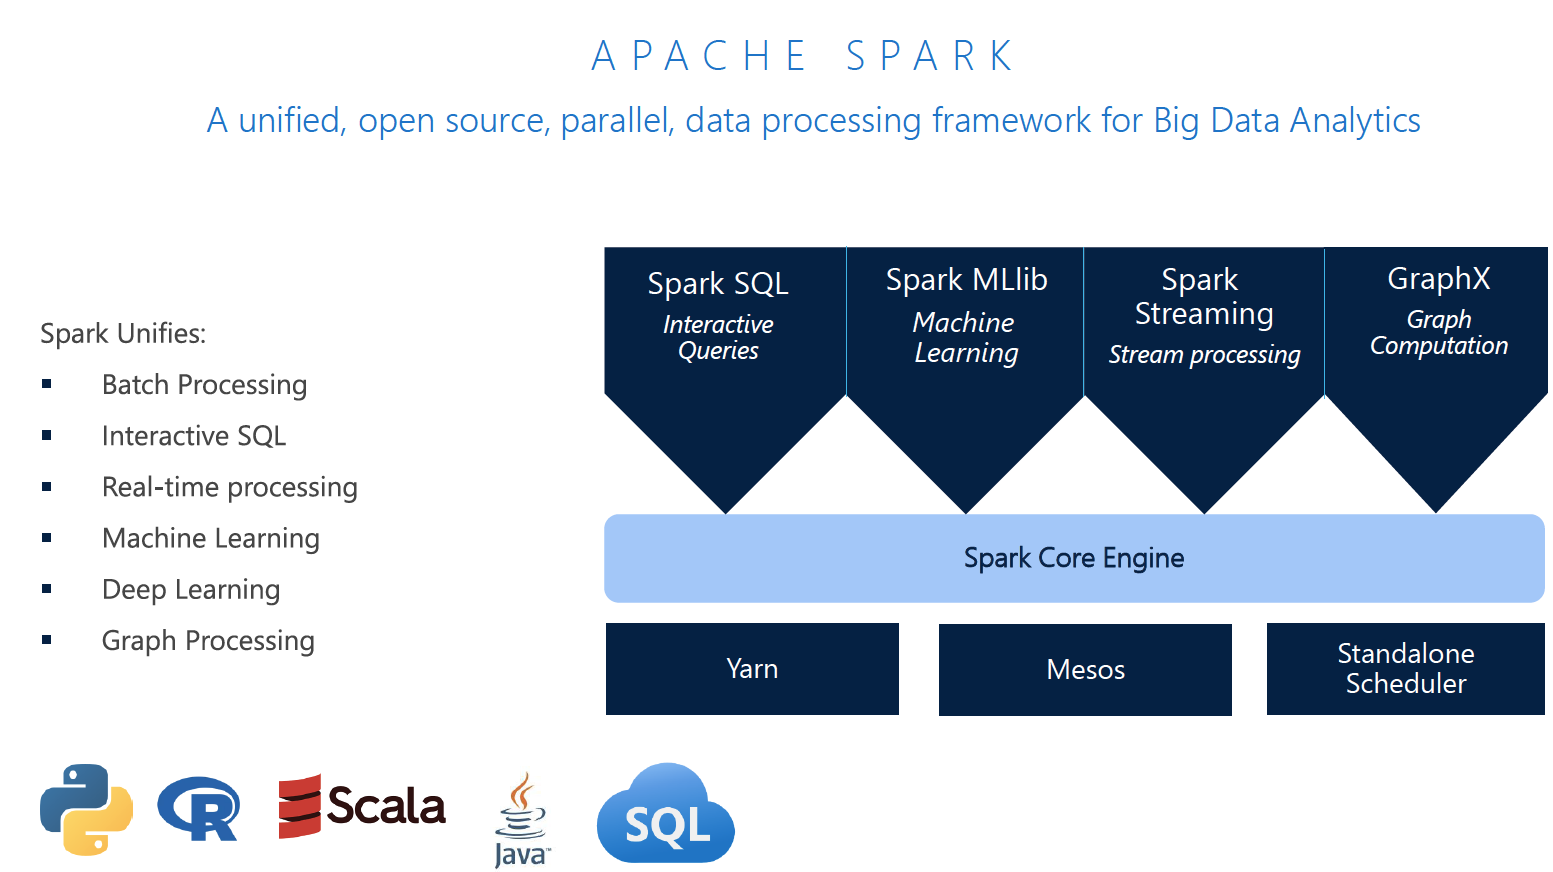 APACHE SPARK
A unified, open source, parallel, data processing framework for Big Data Analytics
Spark Unifies:
▪ Batch Processing
▪ Interactive SQL
▪ Real-time processing
▪ Machine Learning
▪ Deep Learning
▪ Graph Processing
Spark SQL
Interactive
Queries
Spark MLlib
Machine
Learning
Spark
Streaming
Stream processing
GraphX
Graph
Computation
Spark Core Engine
Yarn
Mesos
Standalone
Scheduler
R
Scala
Java™
SQL